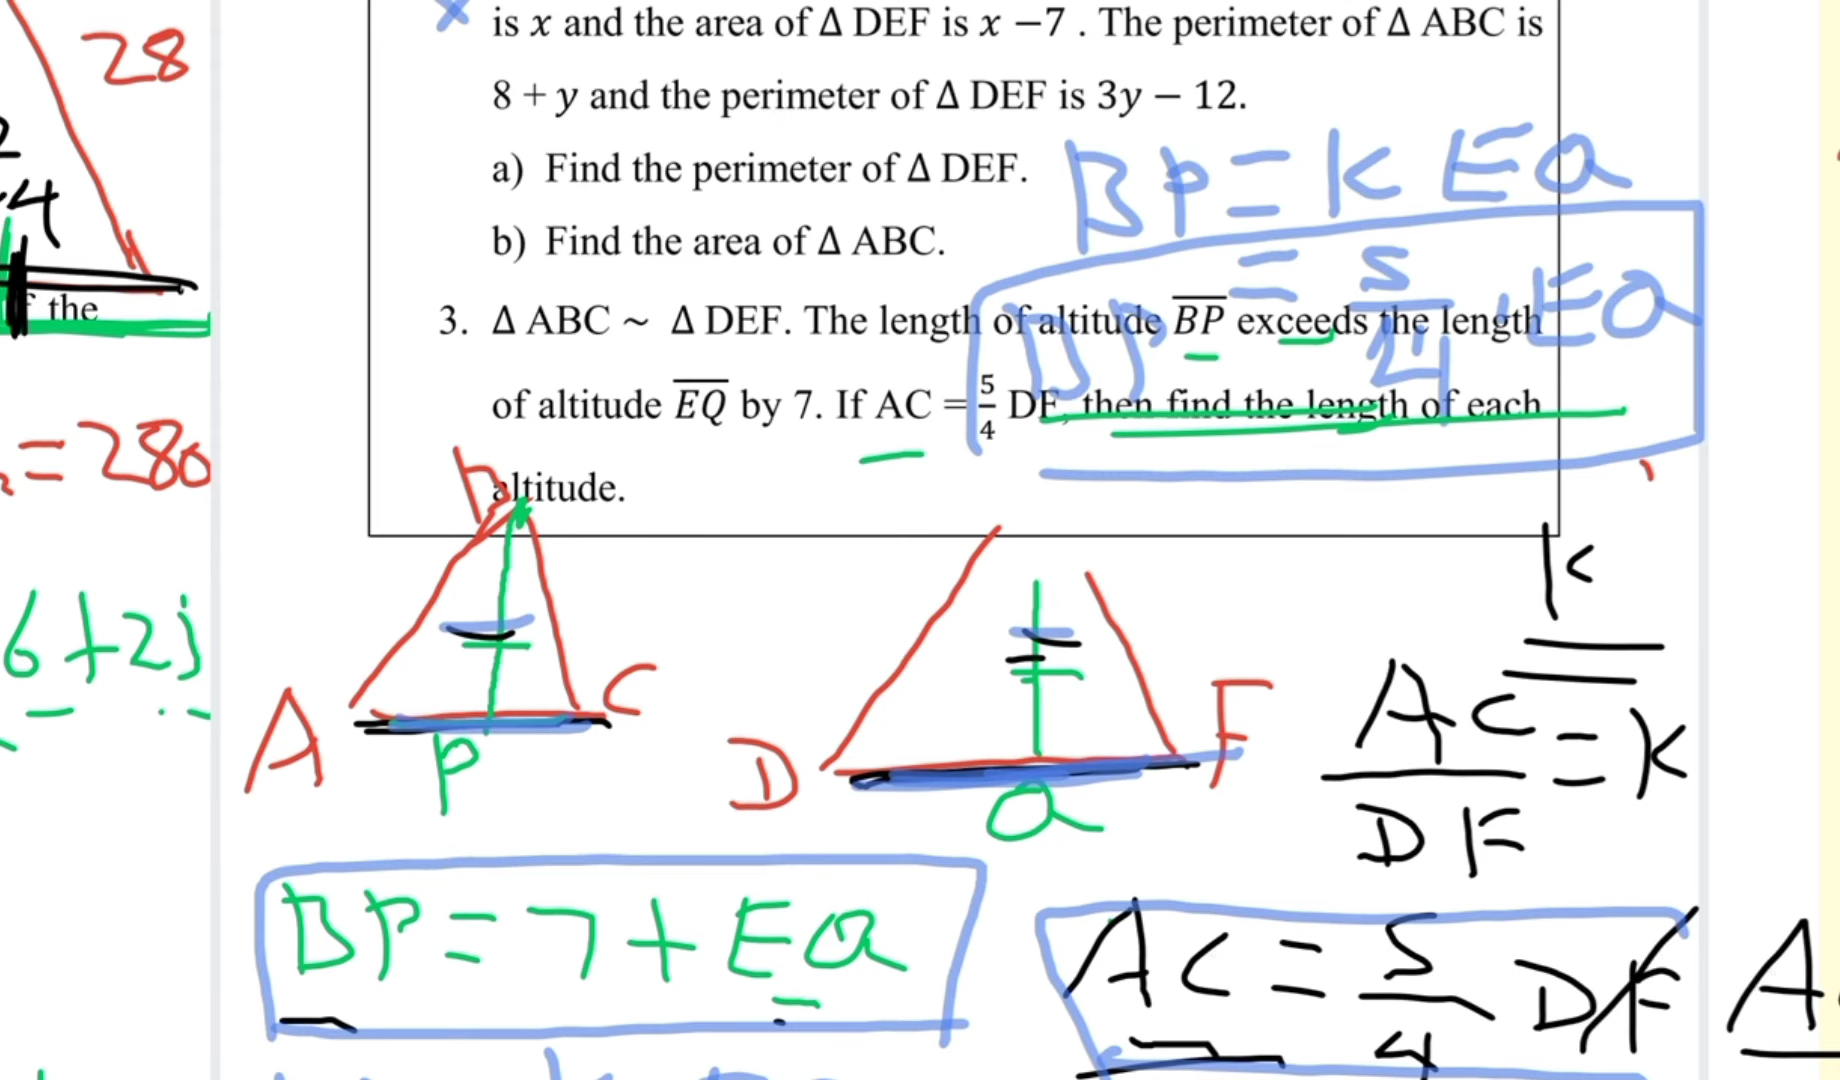 28
is x and the area of Δ DEF is x −7 . The perimeter of Δ ABC is
8 + y and the perimeter of Δ DEF is 3y − 12.
a) Find the perimeter of Δ DEF.
b) Find the area of Δ ABC.
BP = K EQ
= 5/4 . EQ
BP
4
f the
3. Δ ABC ~ Δ DEF. The length of altitude BP exceeds the length
of altitude EQ by 7. If AC = 5/4 DF, then find the length of each
altitude.
= 280
6+2j
B
A
C
P
D
F
Q
K
AC/DF = K
BP = 7 + EQ
AC = 5/4 DF
A